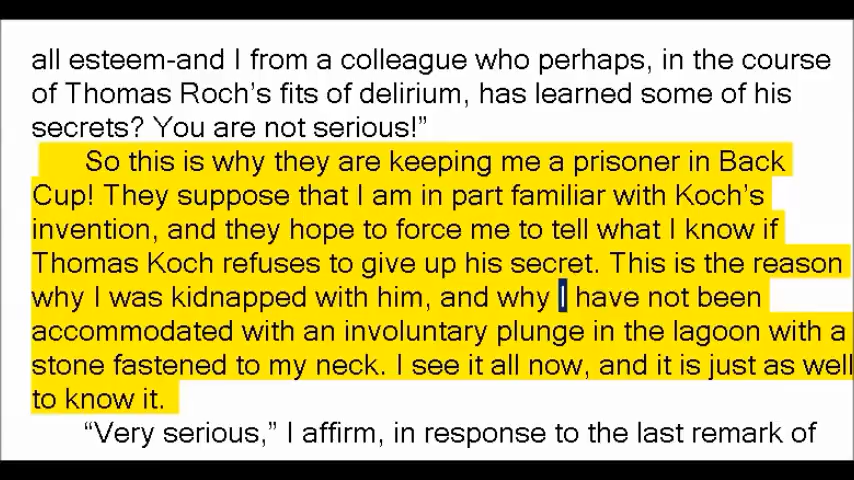 all esteem-and I from a colleague who perhaps, in the course
of Thomas Roch’s fits of delirium, has learned some of his
secrets? You are not serious!”
So this is why they are keeping me a prisoner in Back
Cup! They suppose that I am in part familiar with Koch’s
invention, and they hope to force me to tell what I know if
Thomas Koch refuses to give up his secret. This is the reason
why I was kidnapped with him, and why I have not been
accommodated with an involuntary plunge in the lagoon with a
stone fastened to my neck. I see it all now, and it is just as well
to know it.
“Very serious,” I affirm, in response to the last remark of